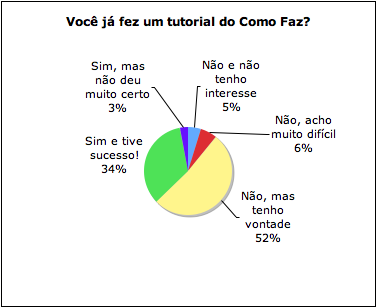 Você já fez um tutorial do Como Faz?
Sim, mas
não deu
muito certo
3%
Não e não
tenho
interesse
5%
Não, acho
muito difícil
6%
Sim e tive
sucesso!
34%
Não, mas
tenho
vontade
52%